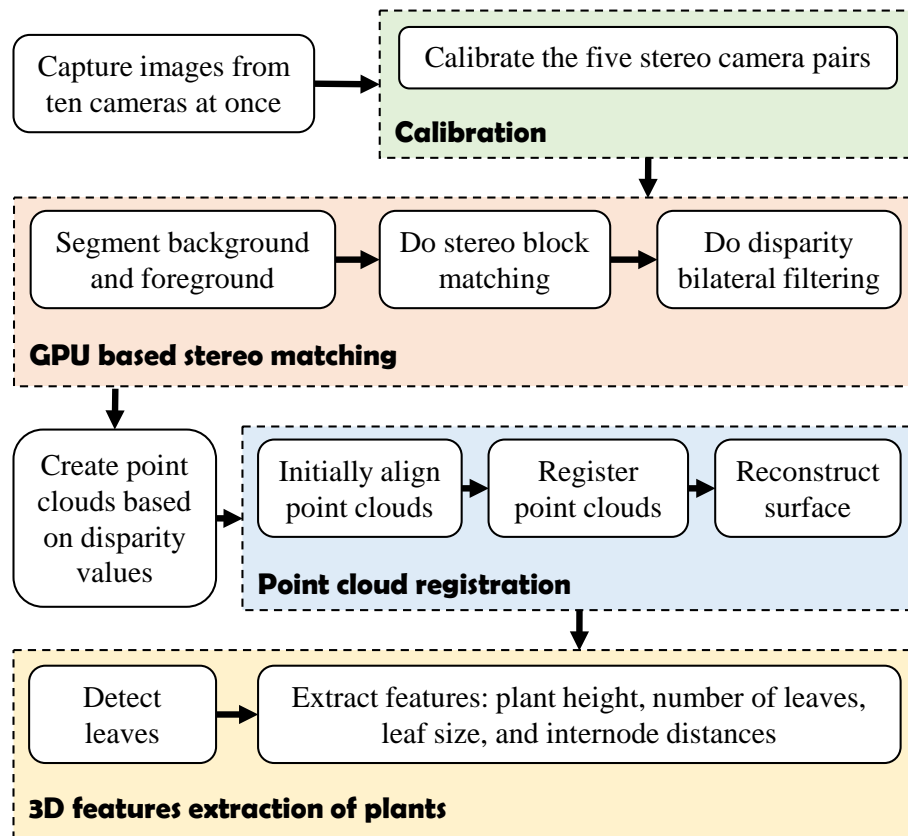 Capture images from
ten cameras at once
Calibrate the five stereo camera pairs
Calibration
Segment background
and foreground
Do stereo block
matching
Do disparity
bilateral filtering
GPU based stereo matching
Create point
clouds based
on disparity
values
Initially align
point clouds
Register
point clouds
Reconstruct
surface
Point cloud registration
Detect
leaves
Extract features: plant height, number of leaves,
leaf size, and internode distances
3D features extraction of plants